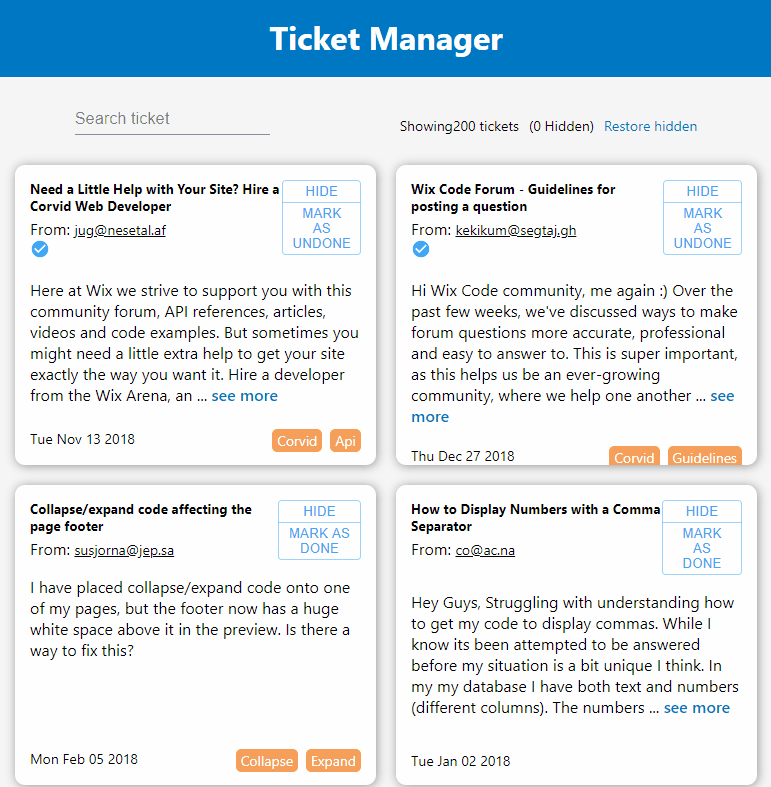 Ticket Manager
Search ticket
Showing200 tickets (0 Hidden) Restore hidden
Need a Little Help with Your Site? Hire a
Corvid Web Developer
From: jug@nesetal.af
HIDE
MARK
AS
UNDONE
Here at Wix we strive to support you with this
community forum, API references, articles,
videos and code examples. But sometimes you
might need a little extra help to get your site
exactly the way you want it. Hire a developer
from the Wix Arena, an ... see more
Tue Nov 13 2018
Corvid Api
Wix Code Forum - Guidelines for
posting a question
From: kekikum@segtaj.gh
HIDE
MARK
AS
UNDONE
Hi Wix Code community, me again :) Over the
past few weeks, we've discussed ways to make
forum questions more accurate, professional
and easy to answer to. This is super important,
as this helps us be an ever-growing
community, where we help one another ... see
more
Thu Dec 27 2018
Corvid Guidelines
Collapse/expand code affecting the
page footer
From: susjorna@jep.sa
HIDE
MARK AS
DONE
I have placed collapse/expand code onto one
of my pages, but the footer now has a huge
white space above it in the preview. Is there a
way to fix this?
Mon Feb 05 2018
Collapse Expand
How to Display Numbers with a Comma
Separator
From: co@ac.na
HIDE
MARK
AS
DONE
Hey Guys, Struggling with understanding how
to get my code to display commas. While I
know its been attempted to be answered
before my situation is a bit unique I think. In
my my database I have both text and numbers
(different columns). The numbers ... see more
Tue Jan 02 2018